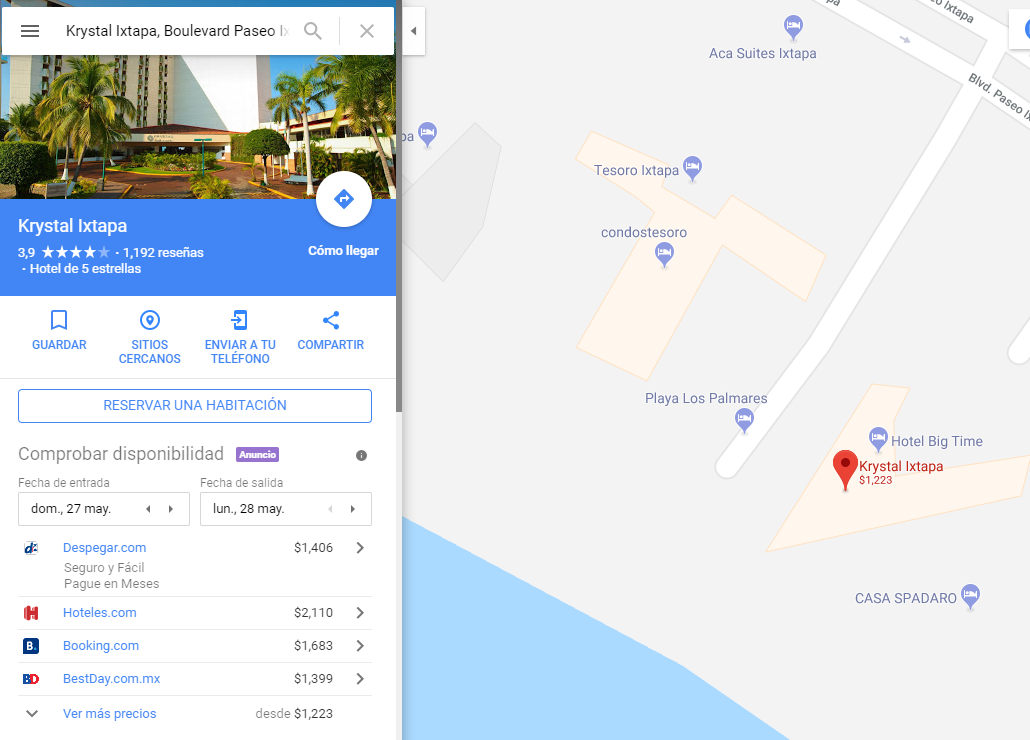 Krystal Ixtapa, Boulevard Paseo Ix
KRYSTAL
Krystal Ixtapa
3,9 ★★★★★ · 1,192 reseñas
· Hotel de 5 estrellas
Cómo llegar
GUARDAR
SITIOS
CERCANOS
ENVIAR A TU
TELÉFONO
COMPARTIR
RESERVAR UNA HABITACIÓN
Comprobar disponibilidad Anuncio
Fecha de entrada Fecha de salida
dom., 27 may. lun., 28 may.
Despegar.com $1,406
Seguro y Fácil
Pague en Meses
Hoteles.com $2,110
B. Booking.com $1,683
BD BestDay.com.mx $1,399
Ver más precios desde $1,223
Ixtapa
Aca Suites Ixtapa
Blvd. Paseo Ix
pa
Tesoro Ixtapa
condostesoro
Playa Los Palmares
Hotel Big Time
Krystal Ixtapa
$1,223
CASA SPADARO